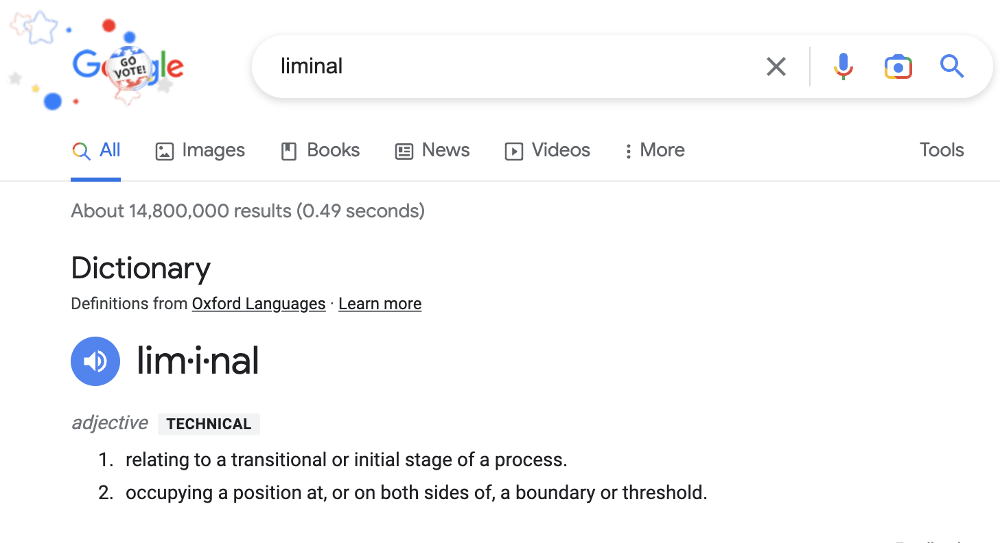 Google
GO
VOTE!
liminal
All
Images
Books
News
Videos
More
Tools
About 14,800,000 results (0.49 seconds)
Dictionary
Definitions from Oxford Languages · Learn more
lim·i·nal
adjective TECHNICAL
1. relating to a transitional or initial stage of a process.
2. occupying a position at, or on both sides of, a boundary or threshold.